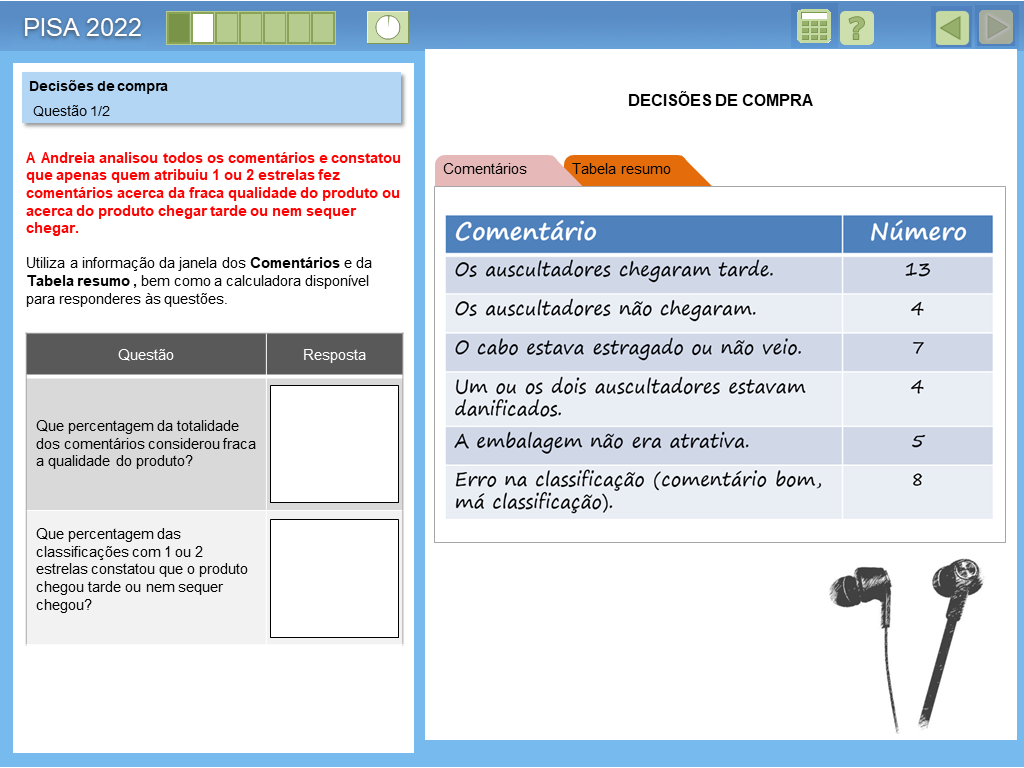 PISA 2022
?
Decisões de compra
Questão 1/2
A Andreia analisou todos os comentários e constatou
que apenas quem atribuiu 1 ou 2 estrelas fez
comentários acerca da fraca qualidade do produto ou
acerca do produto chegar tarde ou nem sequer
chegar.
Utiliza a informação da janela dos Comentários e da
Tabela resumo , bem como a calculadora disponível
para responderes às questões.
Questão Resposta
Que percentagem da totalidade
dos comentários considerou fraca
a qualidade do produto?
Que percentagem das
classificações com 1 ou 2
estrelas constatou que o produto
chegou tarde ou nem sequer
chegou?
DECISÕES DE COMPRA
Comentários Tabela resumo
Comentário Número
Os auscultadores chegaram tarde. 13
Os auscultadores não chegaram. 4
O cabo estava estragado ou não veio. 7
Um ou os dois auscultadores estavam 4
danificados.
A embalagem não era atrativa. 5
Erro na classificação (comentário bom, 8
má classificação).